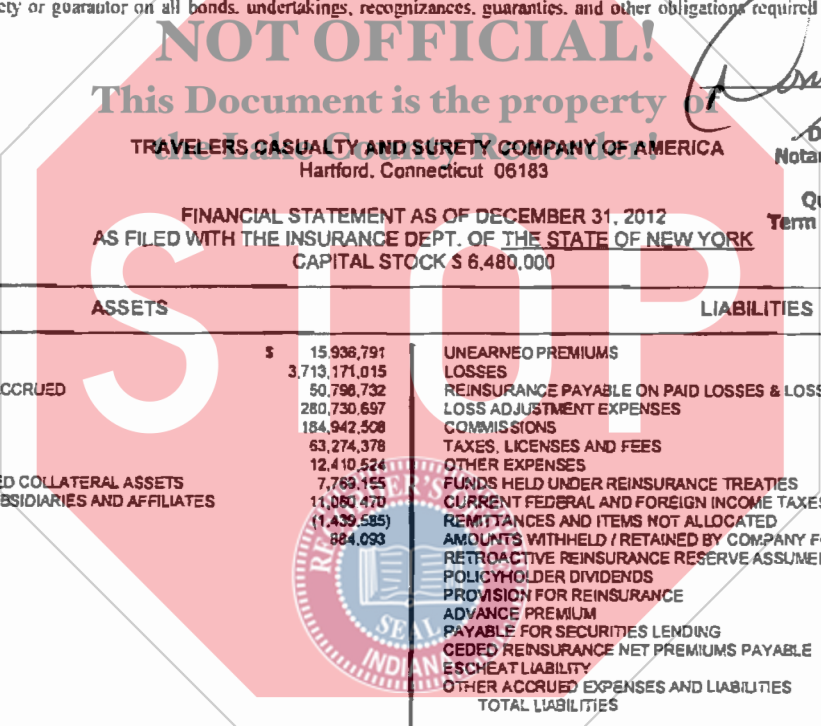 ety or guarantor on all bonds, undertakings, recognizances, guaranties, and other obligations required
NOT OFFICIAL!
This Document is the property of
the Lake County Recorder!
TRAVELERS CASUALTY AND SURETY COMPANY OF AMERICA
Hartford, Connecticut 06183
Notar
Qu
Term
FINANCIAL STATEMENT AS OF DECEMBER 31, 2012
AS FILED WITH THE INSURANCE DEPT. OF THE STATE OF NEW YORK
CAPITAL STOCK $ 6,480,000
STOP
ASSETS LIABILITIES
$ 15,936,791 UNEARNED PREMIUMS
3,713,171,015 LOSSES
CCRUED 50,796,732 REINSURANCE PAYABLE ON PAID LOSSES & LOSS
280,730,697 LOSS ADJUSTMENT EXPENSES
184,942,508 COMMISSIONS
63,274,378 TAXES, LICENSES AND FEES
12,410,524 OTHER EXPENSES
ED COLLATERAL ASSETS 7,763,155 FUNDS HELD UNDER REINSURANCE TREATIES
BSIDIARIES AND AFFILIATES 11,060,470 CURRENT FEDERAL AND FOREIGN INCOME TAXES
(1,439,585) REMITTANCES AND ITEMS NOT ALLOCATED
884,093 AMOUNTS WITHHELD / RETAINED BY COMPANY FO
RETROACTIVE REINSURANCE RESERVE ASSUMED
POLICYHOLDER DIVIDENDS
PROVISION FOR REINSURANCE
ADVANCE PREMIUM
PAYABLE FOR SECURITIES LENDING
CEDED REINSURANCE NET PREMIUMS PAYABLE
ESCHEAT LIABILITY
OTHER ACCRUED EXPENSES AND LIABILITIES
TOTAL LIABILITIES
SEAL
INDIANA